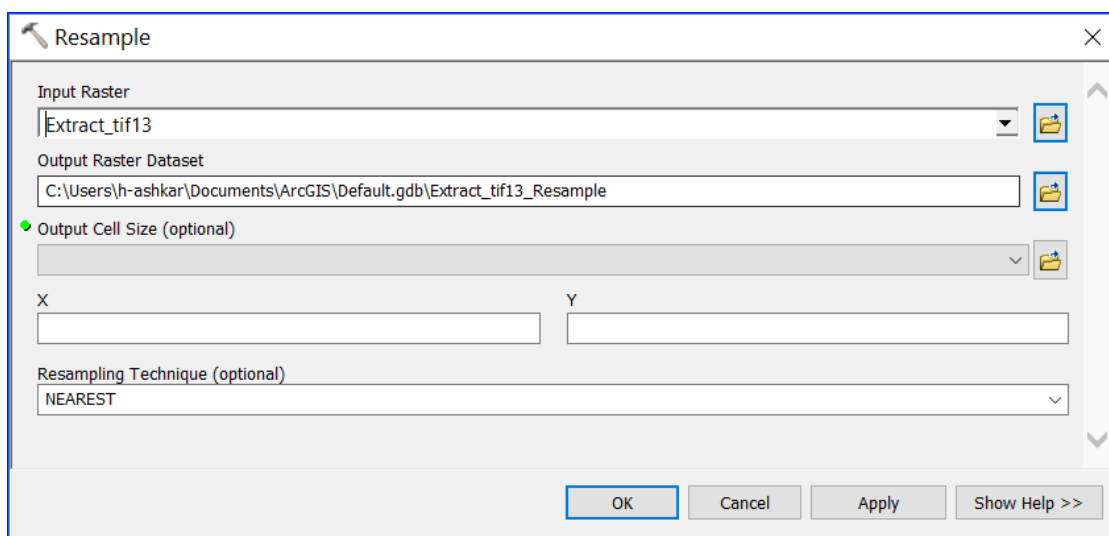 Resample
Input Raster
Extract_tif13
Output Raster Dataset
C:\Users\h-ashkar\Documents\ArcGIS\Default.gdb\Extract_tif13_Resample
Output Cell Size (optional)
X Y
Resampling Technique (optional)
NEAREST
OK Cancel Apply Show Help >>